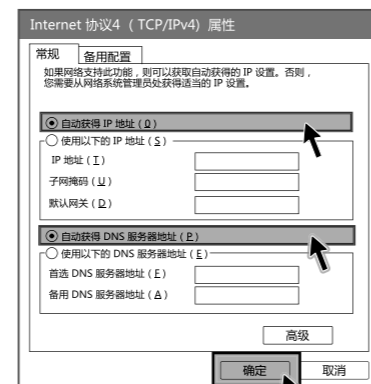 Internet 协议4 （ TCP/IPv4) 属性
常规 备用配置
如果网络支持此功能，则可以获取自动获得的 IP 设置。否则，
您需要从网络系统管理员处获得适当的 IP 设置。
自动获得 IP 地址 ( 0 )
使用以下的 IP 地址 ( S )
IP 地址 ( I )
子网掩码 ( U )
默认网关 ( D )
自动获得 DNS 服务器地址 ( P )
使用以下的 DNS 服务器地址 ( E )
首选 DNS 服务器地址 ( F )
备用 DNS 服务器地址 ( A )
高级
确定 取消